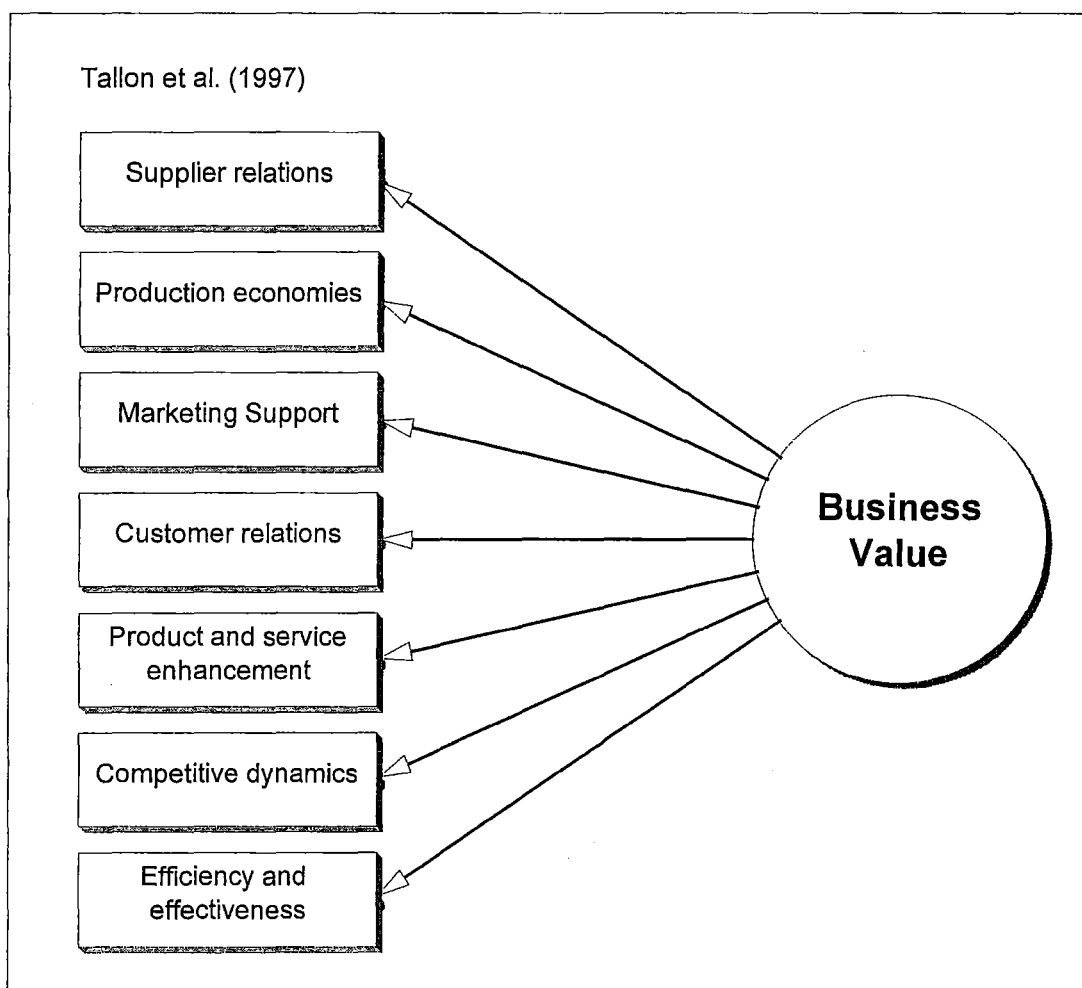 Tallon et al. (1997)
Supplier relations
Production economies
Marketing Support
Customer relations
Product and service
enhancement
Competitive dynamics
Efficiency and
effectiveness
Business
Value